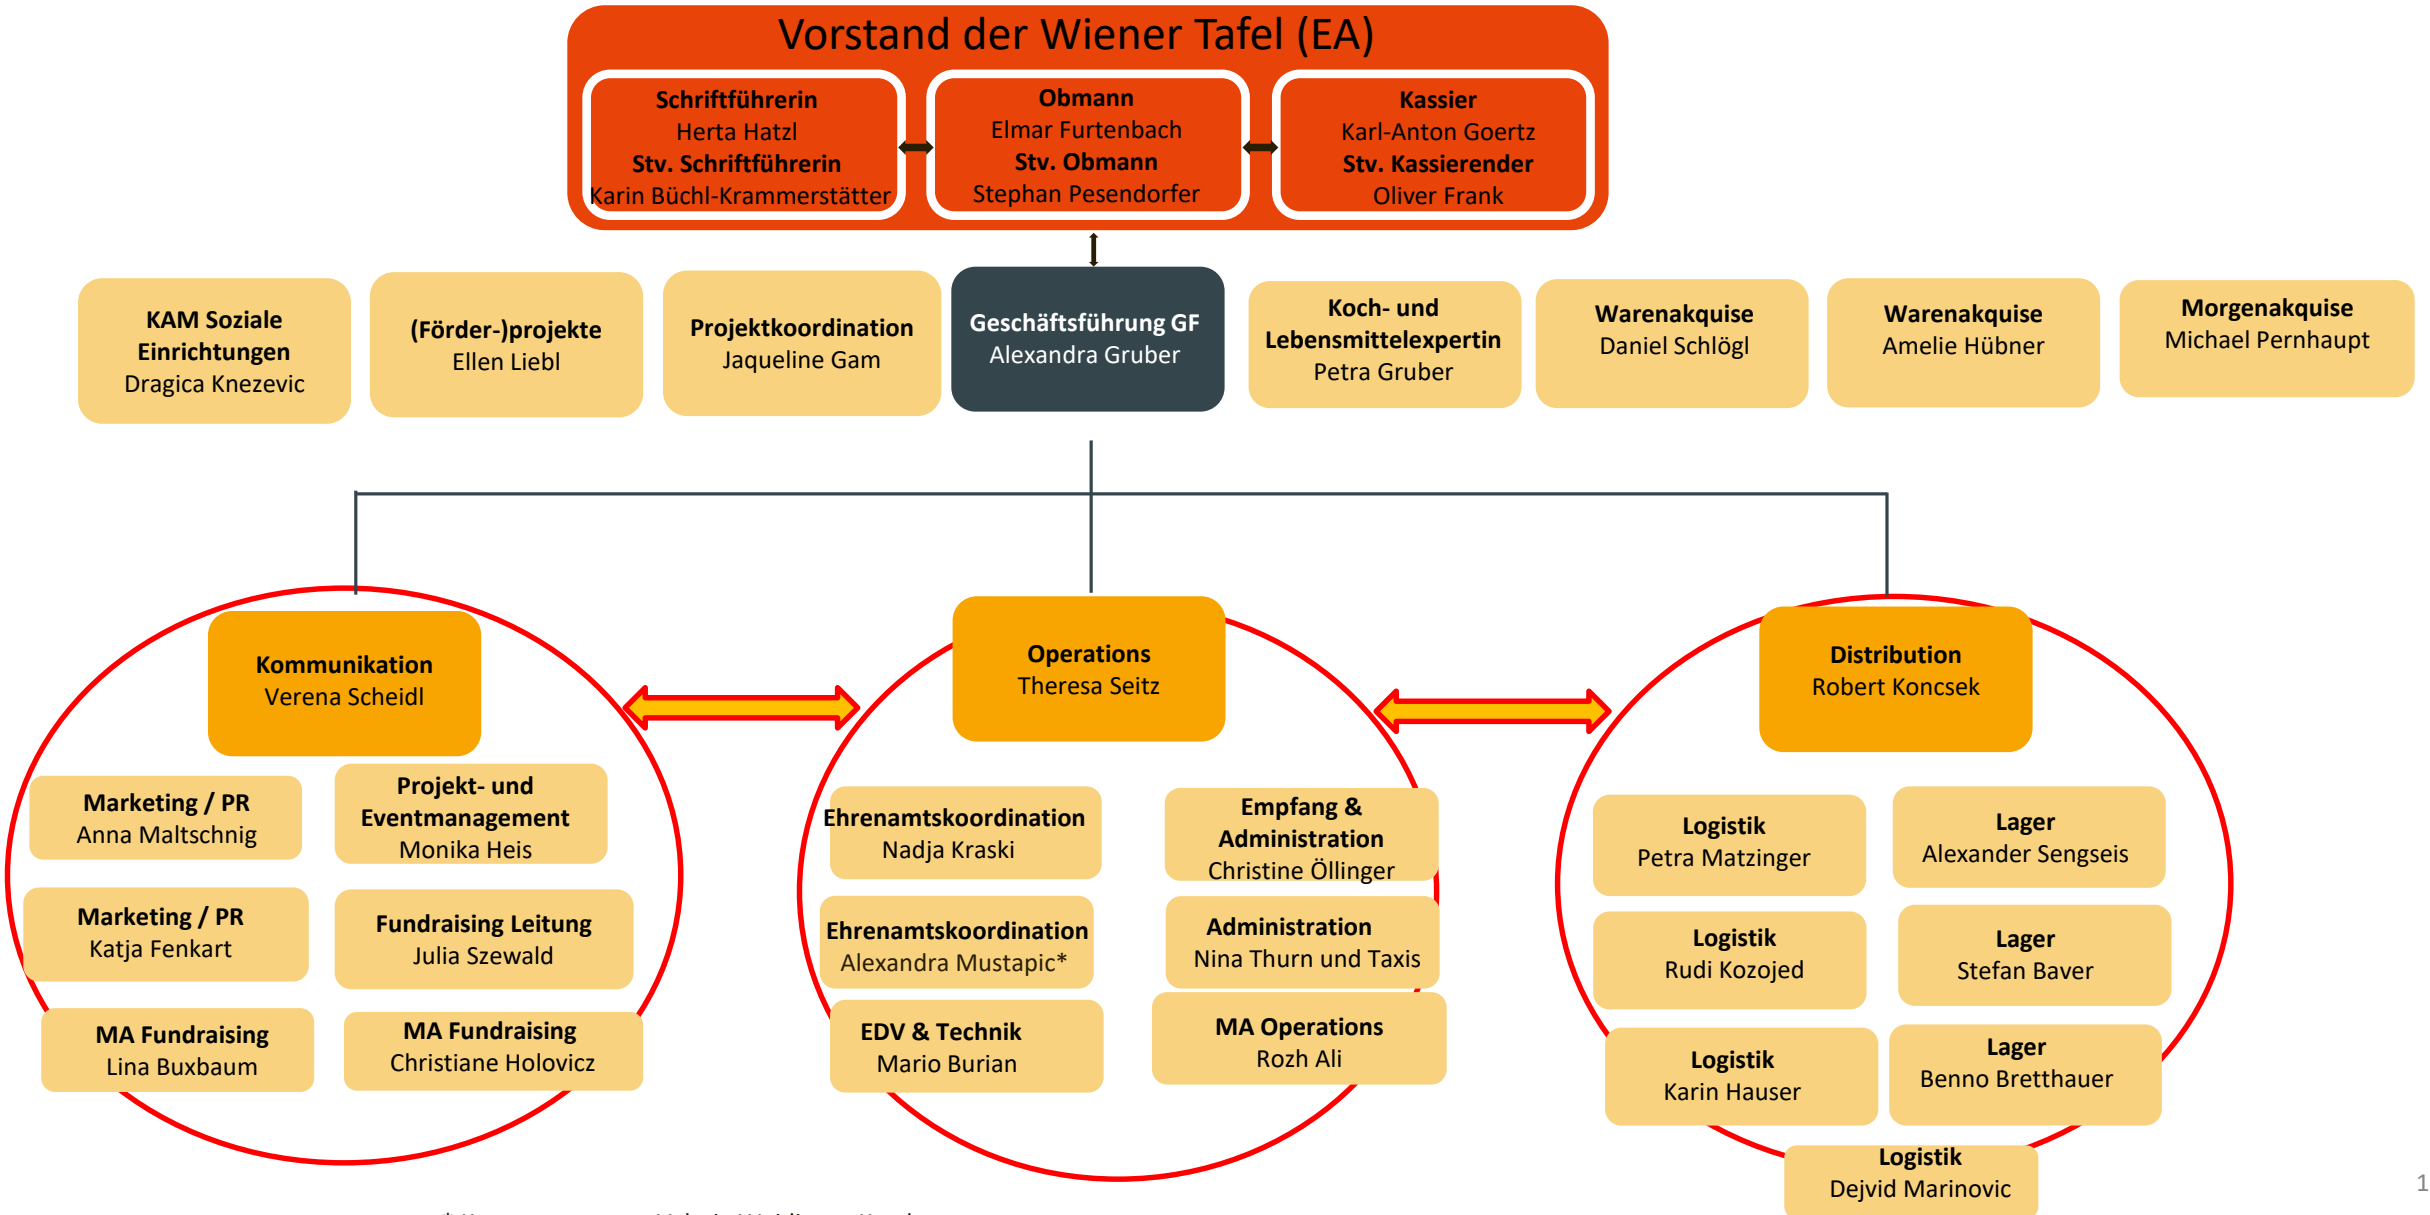 Vorstand der Wiener Tafel (EA)
Schriftführerin
Herta Hatzl
Stv. Schriftführerin
Karin Büchl-Krammerstätter
Obmann
Elmar Furtenbach
Stv. Obmann
Stephan Pesendorfer
Kassier
Karl-Anton Goertz
Stv. Kassierender
Oliver Frank
KAM Soziale
Einrichtungen
Dragica Knezevic
(Förder-)projekte
Ellen Liebl
Projektkoordination
Jaqueline Gam
Geschäftsführung GF
Alexandra Gruber
Koch- und
Lebensmittelexpertin
Petra Gruber
Warenakquise
Daniel Schlögl
Warenakquise
Amelie Hübner
Morgenakquise
Michael Pernhaupt
Kommunikation
Verena Scheidl
Marketing / PR
Anna Maltschnig
Projekt- und
Eventmanagement
Monika Heis
Marketing / PR
Katja Fenkart
Fundraising Leitung
Julia Szewald
MA Fundraising
Lina Buxbaum
MA Fundraising
Christiane Holovicz
Operations
Theresa Seitz
Ehrenamtskoordination
Nadja Kraski
Empfang &
Administration
Christine Öllinger
Ehrenamtskoordination
Alexandra Mustapic*
Administration
Nina Thurn und Taxis
EDV & Technik
Mario Burian
MA Operations
Rozh Ali
Distribution
Robert Koncsek
Logistik
Petra Matzinger
Lager
Alexander Sengseis
Logistik
Rudi Kozojed
Lager
Stefan Baver
Logistik
Karin Hauser
Lager
Benno Bretthauer
Logistik
Dejvid Marinovic
1